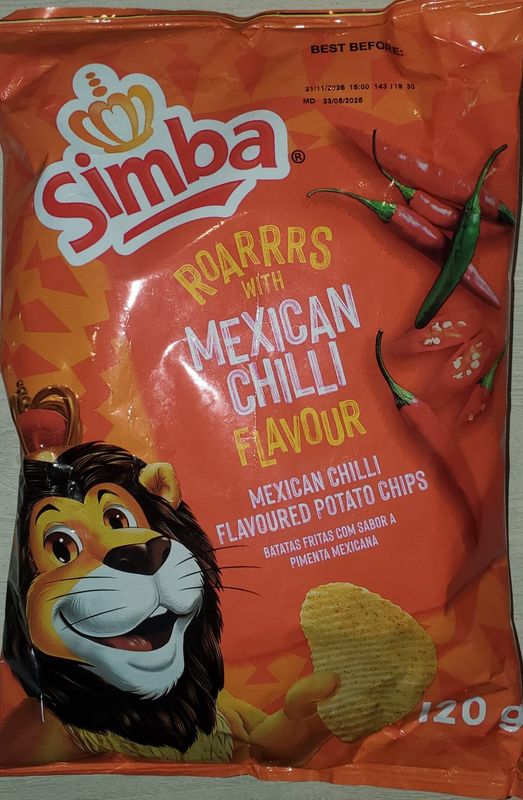 BEST BEFORE:
21/11/2025 15:00 143 119 30
MD 23/05/2025
Simba®
ROARRRS
WITH
MEXICAN
CHILLI
FLAVOUR
MEXICAN CHILLI
FLAVOURED POTATO CHIPS
BATATAS FRITAS COM SABOR A
PIMENTA MEXICANA
120 g